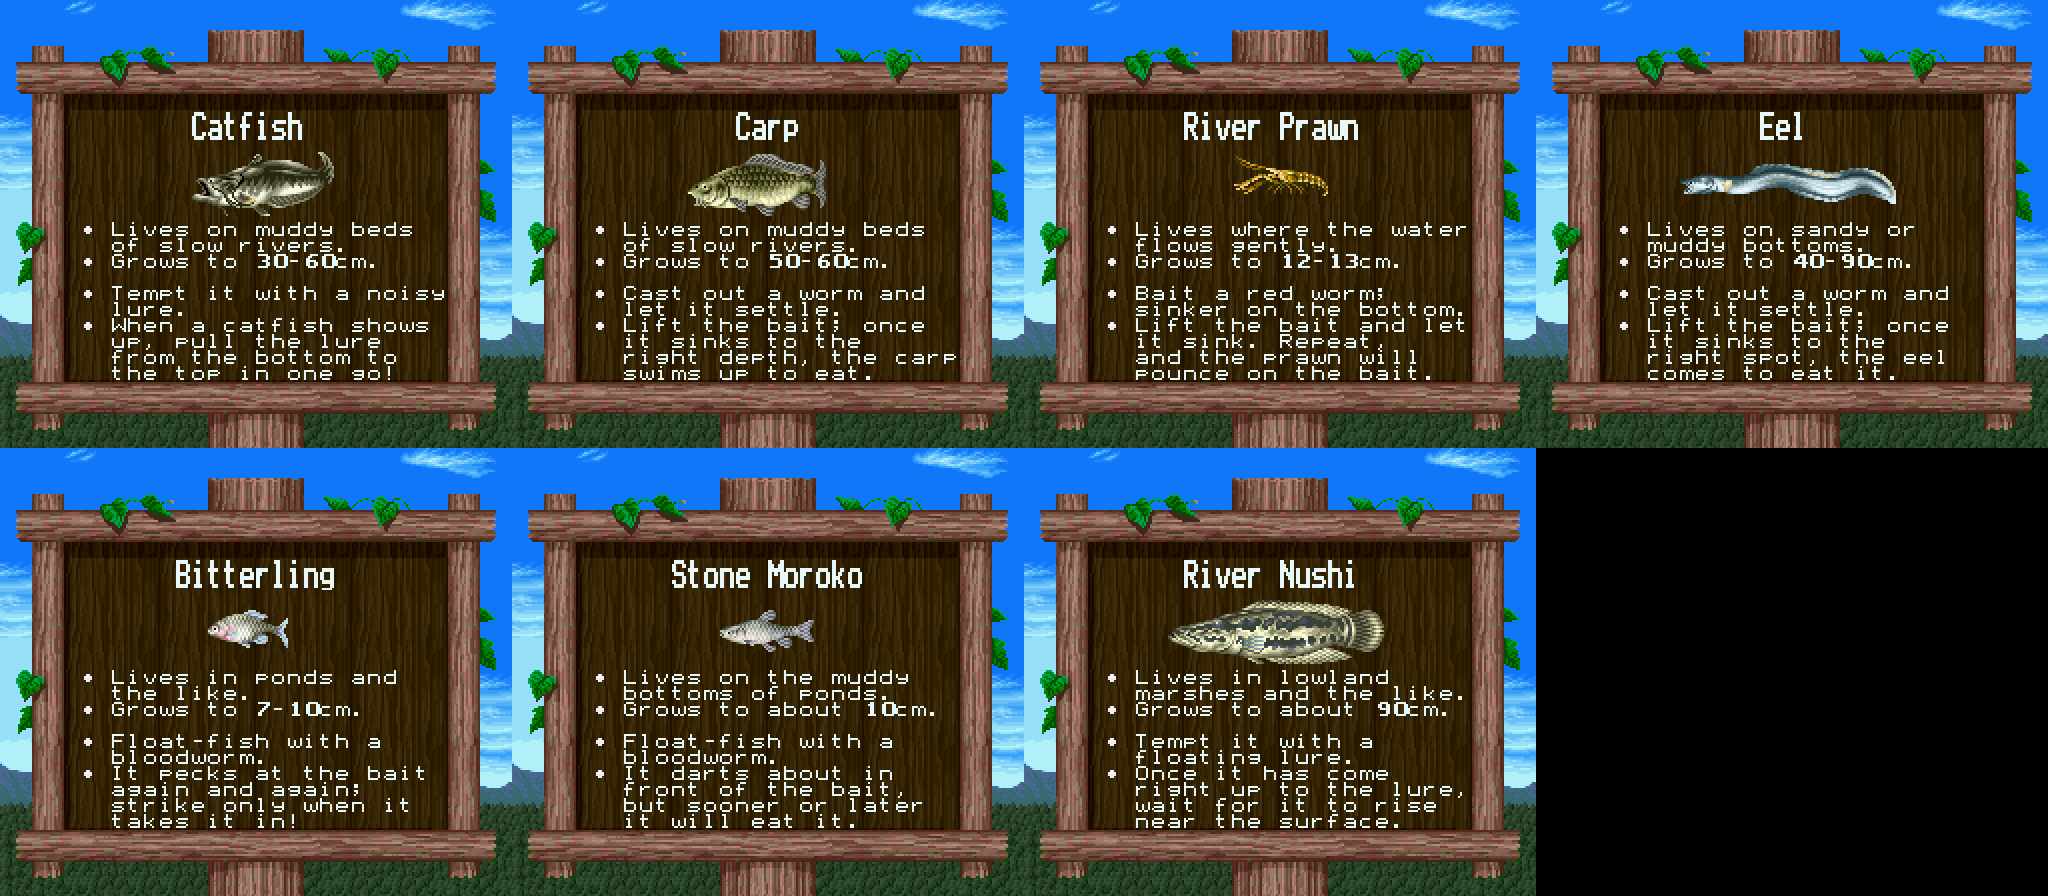 Catfish
• Lives on muddy beds
of slow rivers.
• Grows to 30-60cm.
• Tempt it with a noisy
lure.
• When a catfish shows
up, pull the lure
from the bottom to
the top in one go!
Carp
• Lives on muddy beds
of slow rivers.
• Grows to 50-60cm.
• Cast out a worm and
let it settle.
• Lift the bait; once
it sinks to the
right depth, the carp
swims up to eat.
River Prawn
• Lives where the water
flows gently.
• Grows to 12-13cm.
• Bait a red worm;
sinker on the bottom.
• Lift the bait and let
it sink. Repeat,
and the prawn will
pounce on the bait.
Eel
• Lives on sandy or
muddy bottoms.
• Grows to 40-90cm.
• Cast out a worm and
let it settle.
• Lift the bait; once
it sinks to the
right spot, the eel
comes to eat it.
Bitterling
• Lives in ponds and
the like.
• Grows to 7-10cm.
• Float-fish with a
bloodworm.
• It pecks at the bait
again and again;
strike only when it
takes it in!
Stone Moroko
• Lives on the muddy
bottoms of ponds.
• Grows to about 10cm.
• Float-fish with a
bloodworm.
• It darts about in
front of the bait,
but sooner or later
it will eat it.
River Nushi
• Lives in lowland
marshes and the like.
• Grows to about 90cm.
• Tempt it with a
floating lure.
• Once it has come
right up to the lure,
wait for it to rise
near the surface.